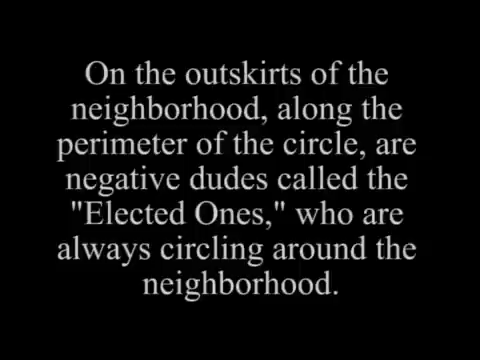 On the outskirts of the
neighborhood, along the
perimeter of the circle, are
negative dudes called the
"Elected Ones," who are
always circling around the
neighborhood.